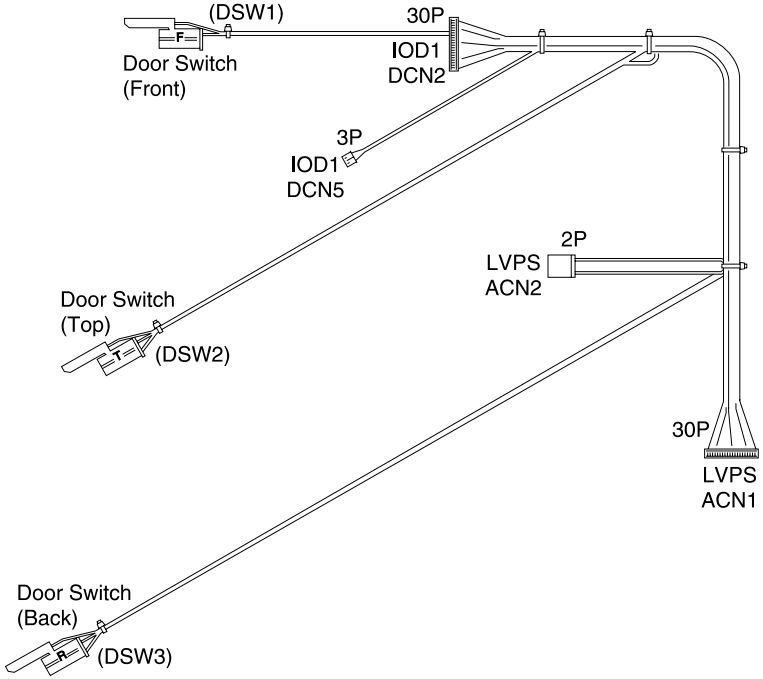 (DSW1)
30P
F
IOD1
DCN2
Door Switch
(Front)
3P
IOD1
DCN5
2P
LVPS
ACN2
Door Switch
(Top)
T
(DSW2)
30P
LVPS
ACN1
Door Switch
(Back)
R
(DSW3)